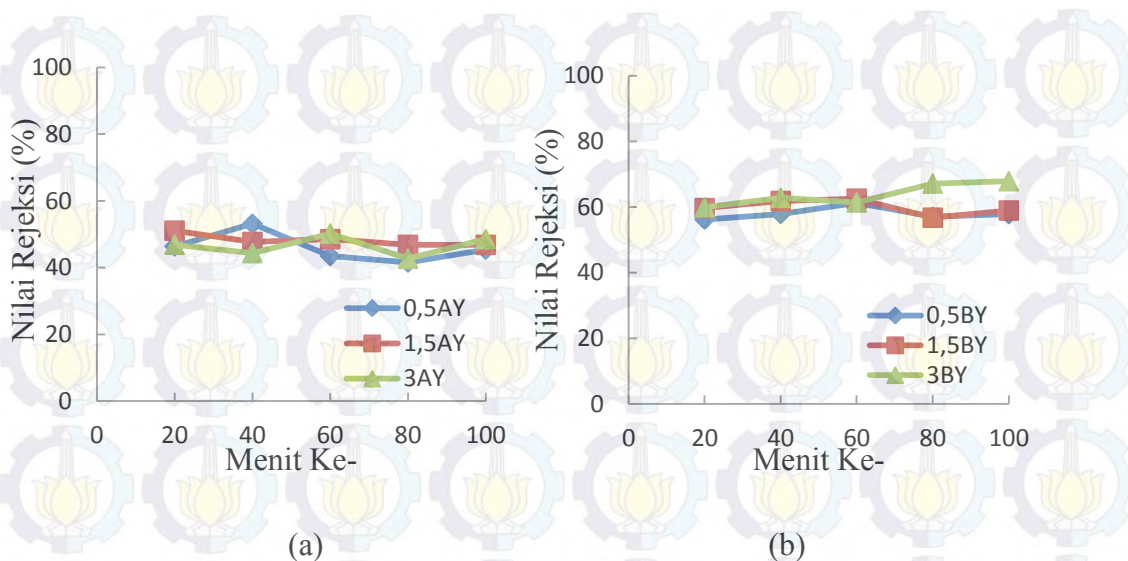 Nilai Rejeksi (%)
100
80
60
40
20
0
0 20 40 60 80 100
Menit Ke-
0,5AY
1,5AY
3AY
(a)
Nilai Rejeksi (%)
100
80
60
40
20
0
0 20 40 60 80 100
Menit Ke-
0,5BY
1,5BY
3BY
(b)